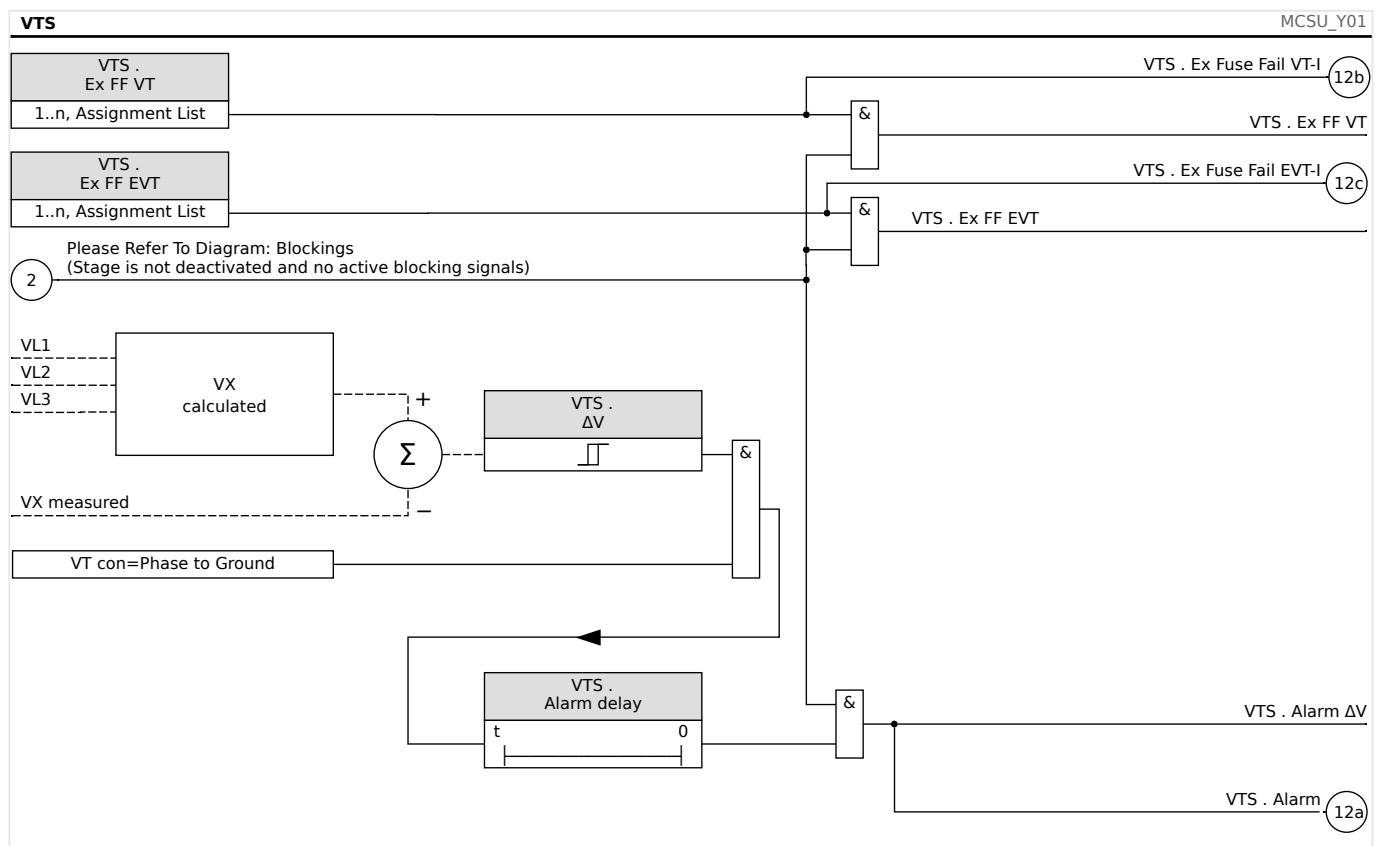 VTS
MCSU_Y01
VTS .
Ex FF VT
1..n, Assignment List
VTS . Ex Fuse Fail VT-I
12b
&
VTS . Ex FF VT
VTS .
Ex FF EVT
1..n, Assignment List
VTS . Ex Fuse Fail EVT-I
12c
&
VTS . Ex FF EVT
Please Refer To Diagram: Blockings
(Stage is not deactivated and no active blocking signals)
2
VL1
VL2
VL3
VX
calculated
+
Σ
−
VTS .
ΔV
&
VX measured
VT con=Phase to Ground
VTS .
Alarm delay
t
0
&
VTS . Alarm ΔV
VTS . Alarm
12a